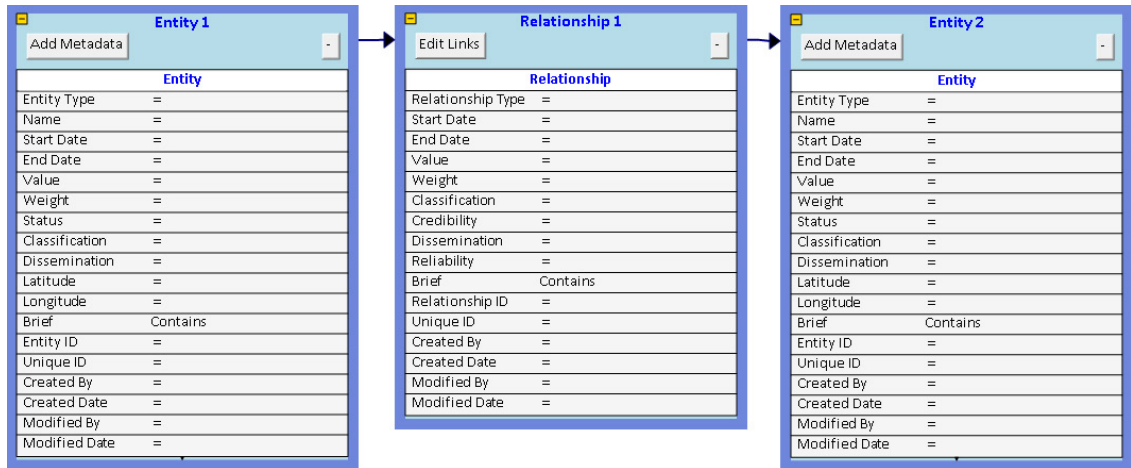 Entity 1
Add Metadata
-
Entity
Entity Type =
Name =
Start Date =
End Date =
Value =
Weight =
Status =
Classification =
Dissemination =
Latitude =
Longitude =
Brief Contains
Entity ID =
Unique ID =
Created By =
Created Date =
Modified By =
Modified Date =
Relationship 1
Edit Links
-
Relationship
Relationship Type =
Start Date =
End Date =
Value =
Weight =
Classification =
Credibility =
Dissemination =
Reliability =
Brief Contains
Relationship ID =
Unique ID =
Created By =
Created Date =
Modified By =
Modified Date =
Entity 2
Add Metadata
-
Entity
Entity Type =
Name =
Start Date =
End Date =
Value =
Weight =
Status =
Classification =
Dissemination =
Latitude =
Longitude =
Brief Contains
Entity ID =
Unique ID =
Created By =
Created Date =
Modified By =
Modified Date =